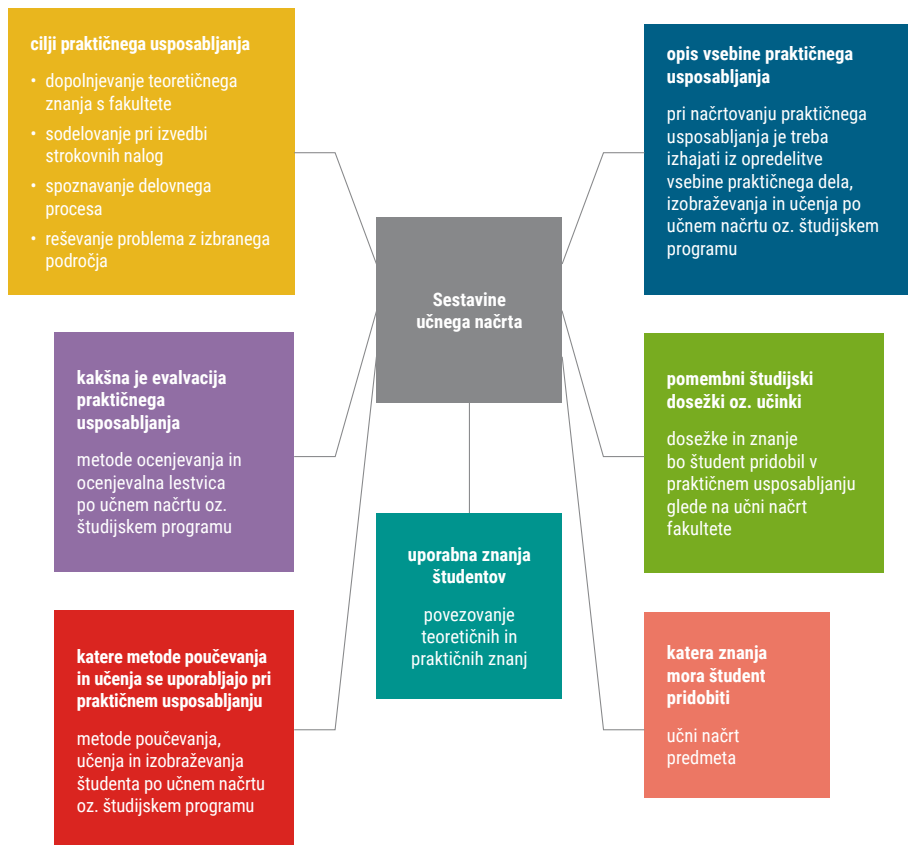 cilji praktičnega usposabljanja
• dopolnjevanje teoretičnega
znanja s fakultete
• sodelovanje pri izvedbi
strokovnih nalog
• spoznavanje delovnega
procesa
• reševanje problema z izbranega
področja
opis vsebine praktičnega
usposabljanja
pri načrtovanju praktičnega
usposabljanja je treba
izhajati iz opredelitve
vsebine praktičnega dela,
izobraževanja in učenja po
učnem načrtu oz. študijskem
programu
Sestavine
učnega načrta
kakšna je evalvacija
praktičnega
usposabljanja
metode ocenjevanja in
ocenjevalna lestvica
po učnem načrtu oz.
študijskem programu
pomembni študijski
dosežki oz. učinki
dosežke in znanje
bo študent pridobil v
praktičnem usposabljanju
glede na učni načrt
fakultete
uporabna znanja
študentov
povezovanje
teoretičnih in
praktičnih znanj
katere metode poučevanja
in učenja se uporabljajo pri
praktičnem usposabljanju
metode poučevanja,
učenja in izobraževanja
študenta po učnem načrtu
oz. študijskem programu
katera znanja
mora študent
pridobiti
učni načrt
predmeta